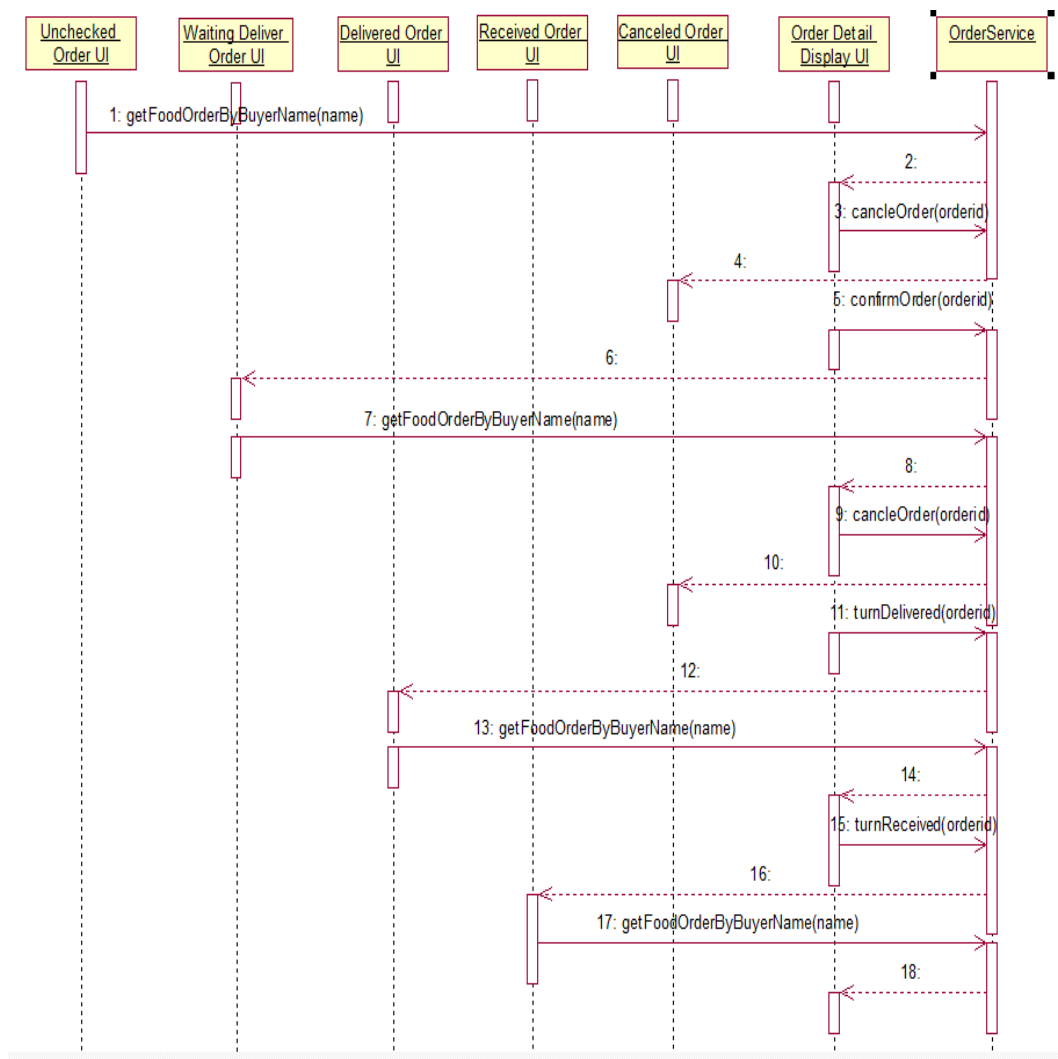 Unchecked
Order UI
Waiting Deliver
Order UI
Delivered Order
UI
Received Order
UI
Canceled Order
UI
Order Detail
Display UI
OrderService
1: getFoodOrderByBuyerName(name)
2:
3: cancleOrder(orderid)
4:
5: confirmOrder(orderid)
6:
7: getFoodOrderByBuyerName(name)
8:
9: cancleOrder(orderid)
10:
11: turnDelivered(orderid)
12:
13: getFoodOrderByBuyerName(name)
14:
15: turnReceived(orderid)
16:
17: getFoodOrderByBuyerName(name)
18: